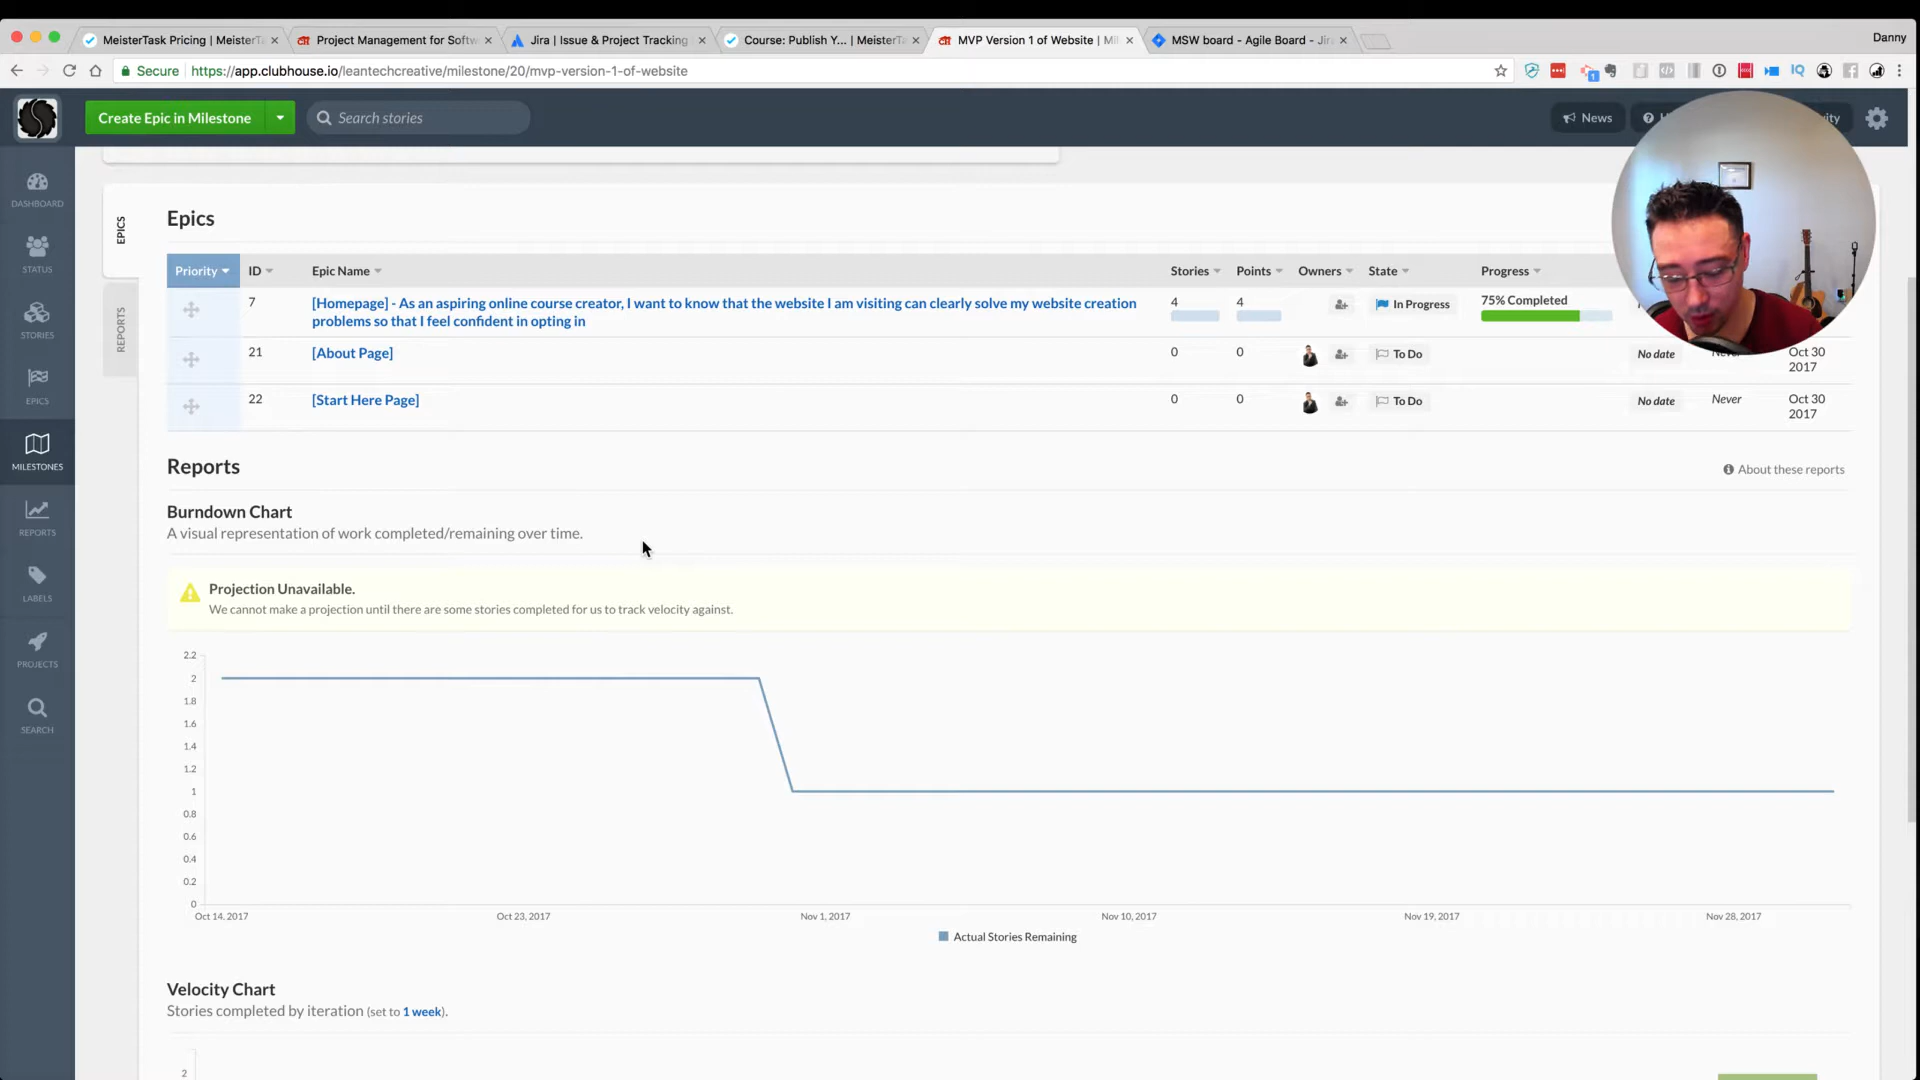 MeisterTask Pricing | MeisterT
Project Management for Softw
Jira | Issue & Project Tracking
Course: Publish Y... | MeisterTa
MVP Version 1 of Website | Mil
MSW board - Agile Board - Jira
Danny
Secure
https://app.clubhouse.io/leantechcreative/milestone/20/mvp-version-1-of-website
Create Epic in Milestone
Search stories
News
DASHBOARD
STATUS
STORIES
EPICS
MILESTONES
REPORTS
LABELS
PROJECTS
SEARCH
EPICS
REPORTS
Epics
Priority ID Epic Name Stories Points Owners State Progress
7 [Homepage] - As an aspiring online course creator, I want to know that the website I am visiting can clearly solve my website creation 4 4 In Progress 75% Completed
problems so that I feel confident in opting in
21 [About Page] 0 0 To Do No date Oct 30
2017
22 [Start Here Page] 0 0 To Do No date Never Oct 30
2017
Reports
About these reports
Burndown Chart
A visual representation of work completed/remaining over time.
Projection Unavailable.
We cannot make a projection until there are some stories completed for us to track velocity against.
2.2
2
1.8
1.6
1.4
1.2
1
0.8
0.6
0.4
0.2
0
Oct 14, 2017 Oct 23, 2017 Nov 1, 2017 Nov 10, 2017 Nov 19, 2017 Nov 28, 2017
Actual Stories Remaining
Velocity Chart
Stories completed by iteration (set to 1 week).
2